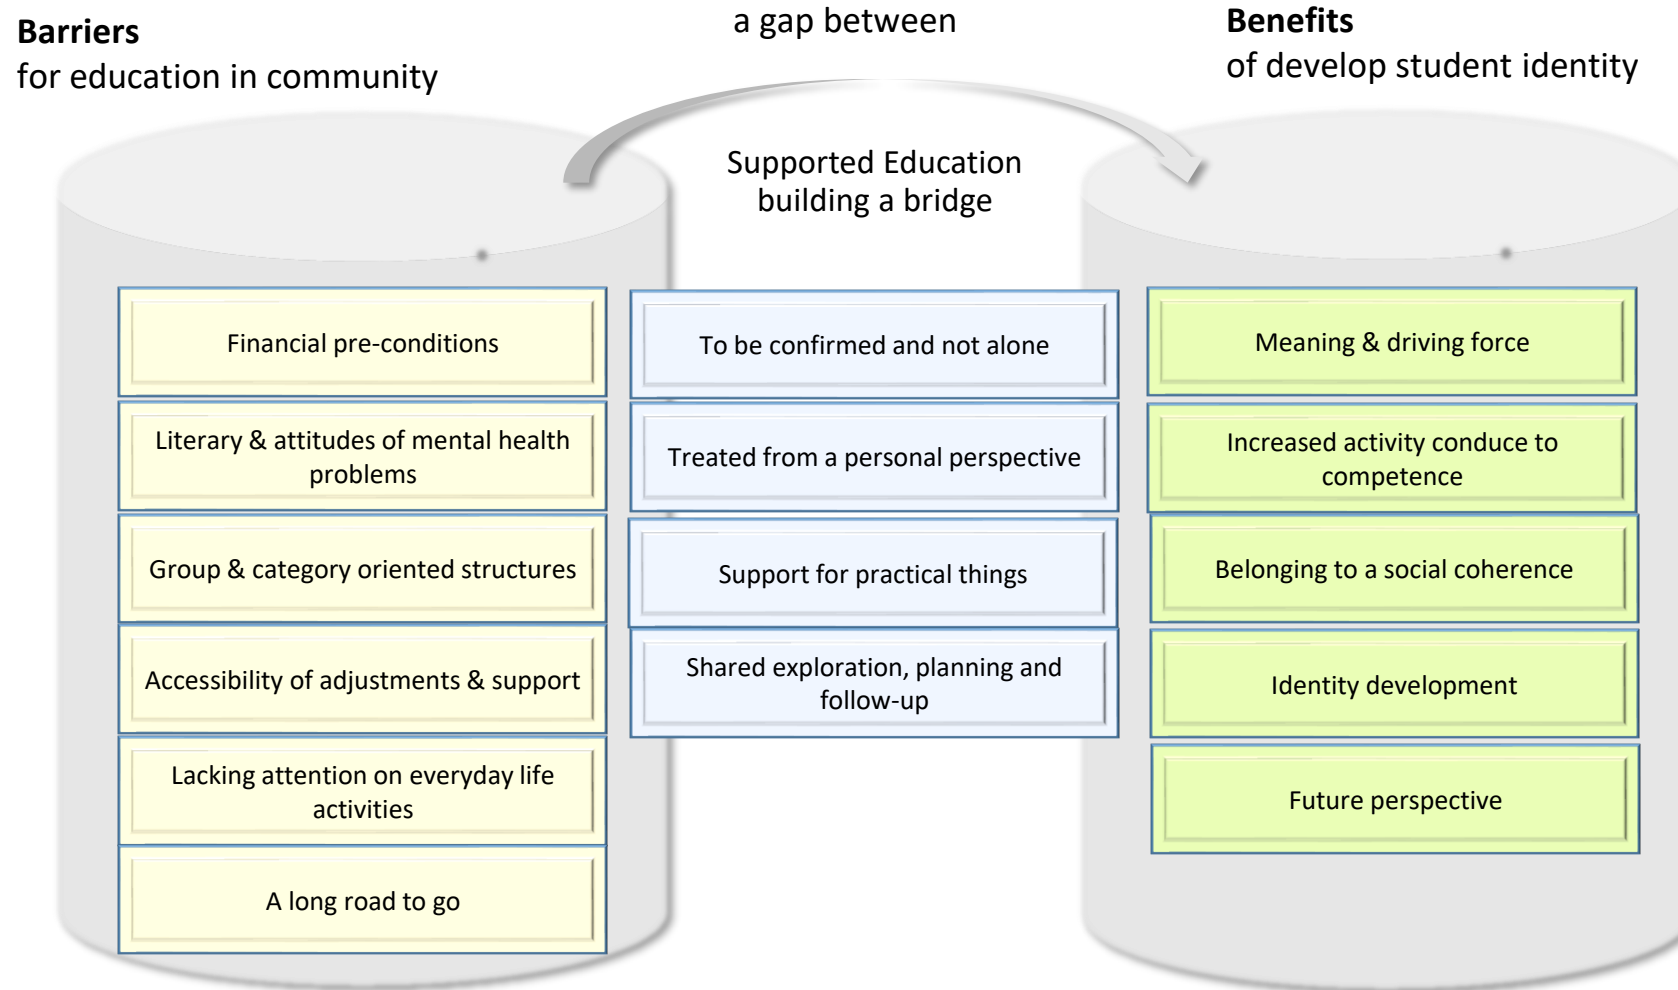 Barriers
for education in community
a gap between
Benefits
of develop student identity
Supported Education
building a bridge
Financial pre-conditions
Literary & attitudes of mental health
problems
Group & category oriented structures
Accessibility of adjustments & support
Lacking attention on everyday life
activities
A long road to go
To be confirmed and not alone
Treated from a personal perspective
Support for practical things
Shared exploration, planning and
follow-up
Meaning & driving force
Increased activity conduce to
competence
Belonging to a social coherence
Identity development
Future perspective